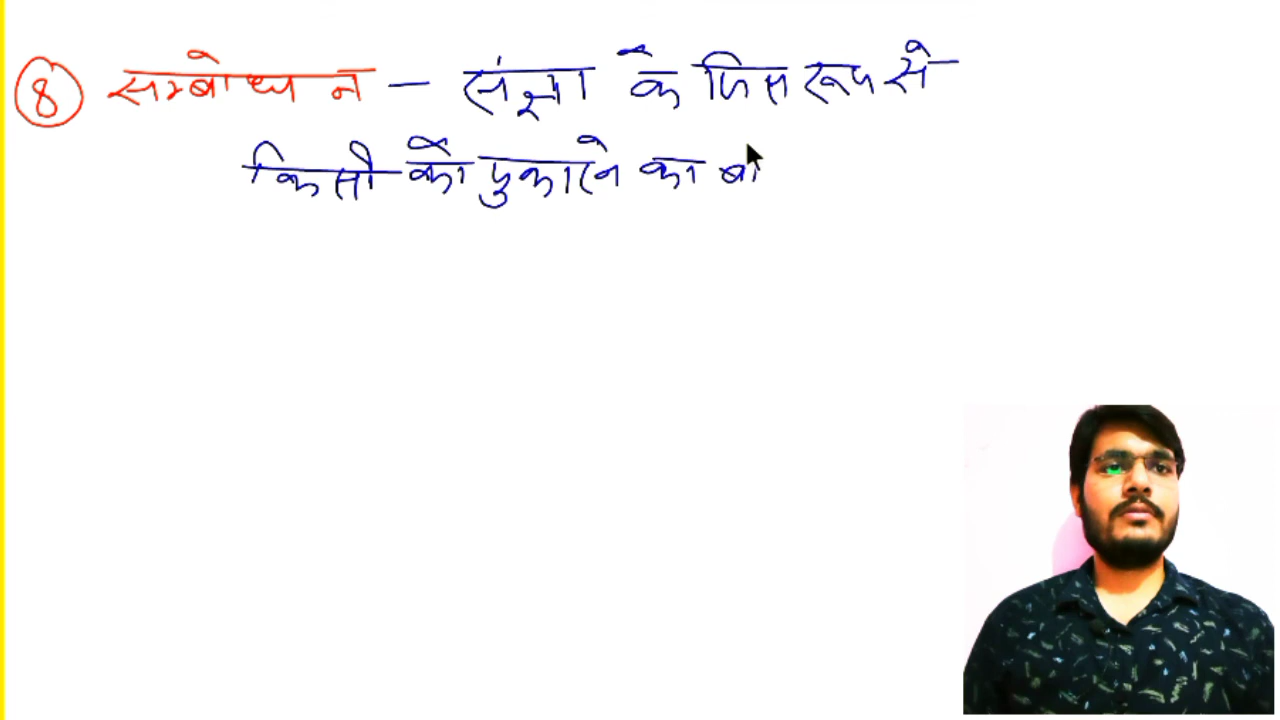 8 सम्बोधन – संज्ञा के जिस रूप से
किसी को पुकारने का बो